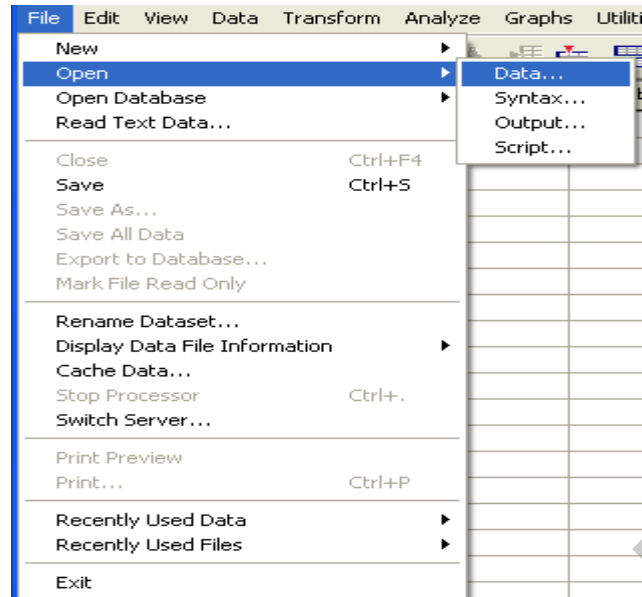 File Edit View Data Transform Analyze Graphs
New
Open
Open Database
Read Text Data...
Close Ctrl+F4
Save Ctrl+S
Save As...
Save All Data
Export to Database...
Mark File Read Only
Rename Dataset...
Display Data File Information
Cache Data...
Stop Processor Ctrl+.
Switch Server...
Print Preview
Print... Ctrl+P
Recently Used Data
Recently Used Files
Exit
Data...
Syntax...
Output...
Script...